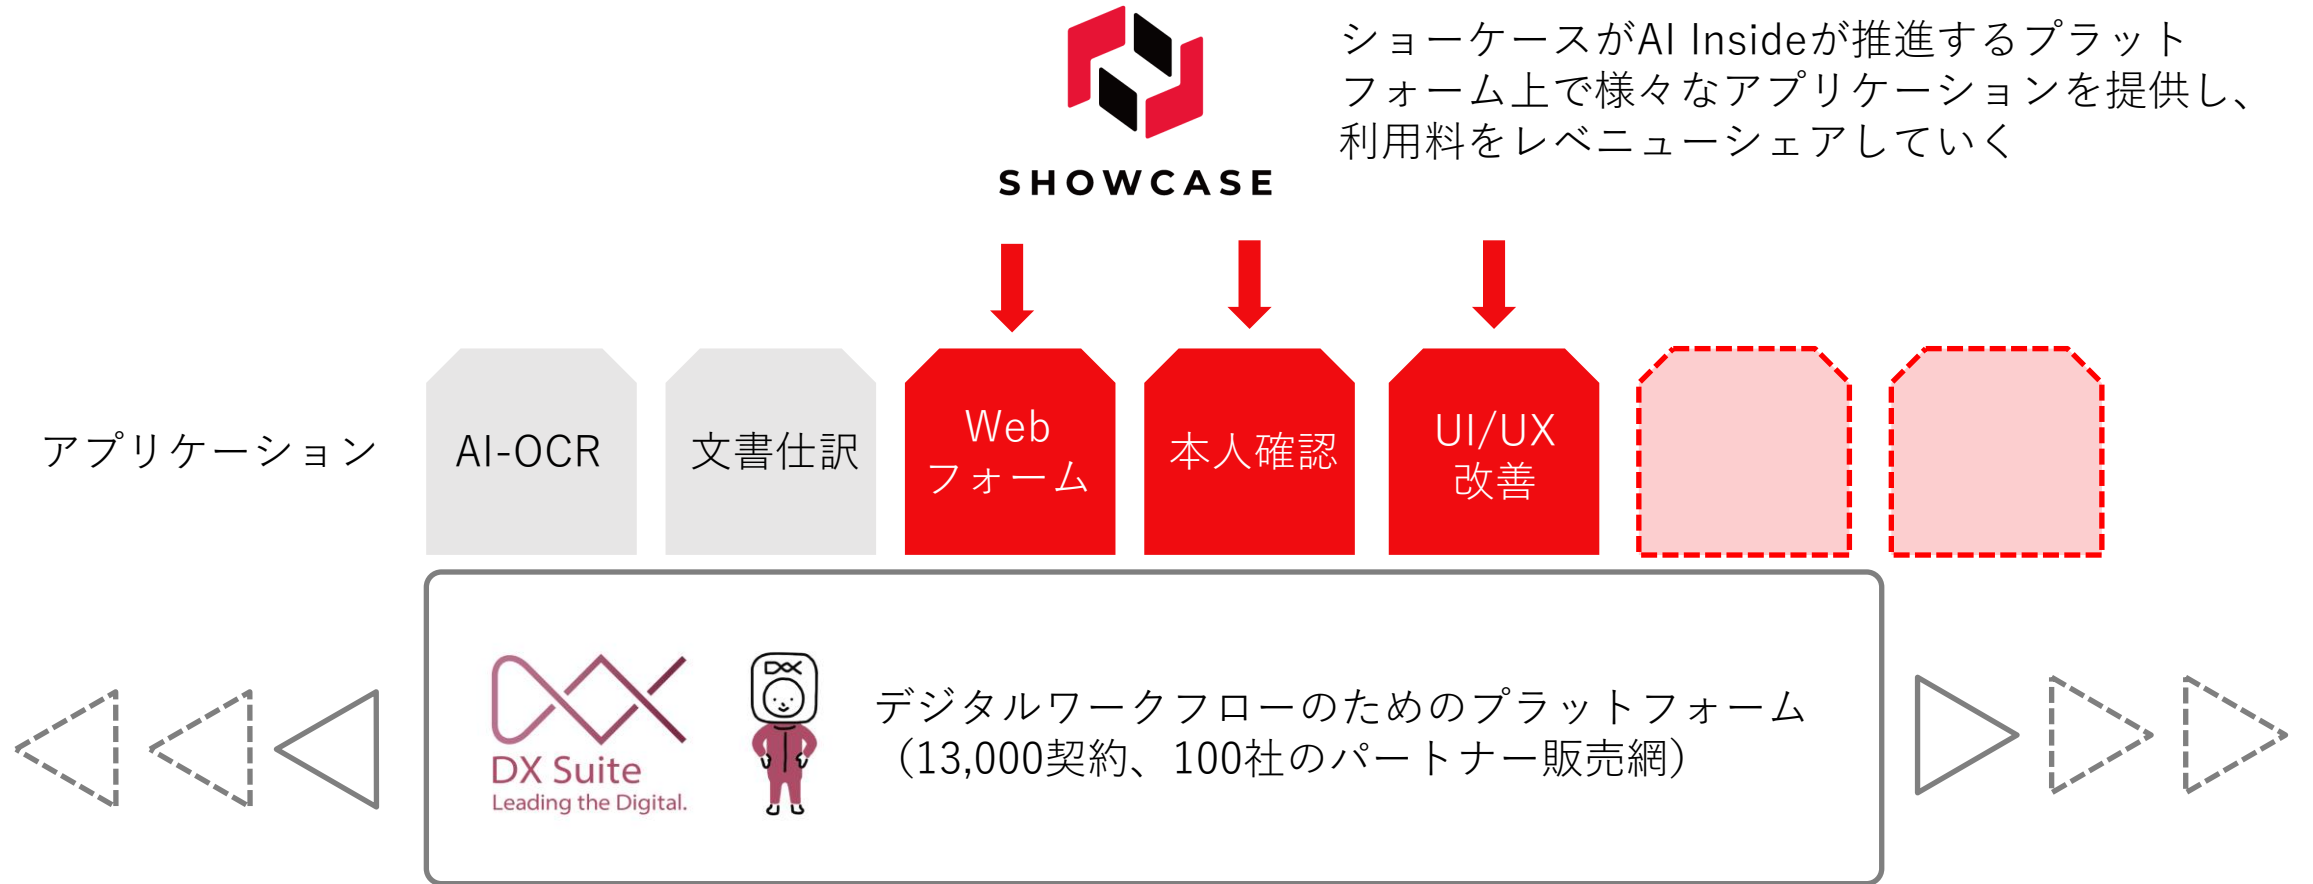 SHOWCASE
ショーケースがAI Insideが推進するプラット
フォーム上で様々なアプリケーションを提供し、
利用料をレベニューシェアしていく
アプリケーション
AI-OCR
文書仕訳
Web
フォーム
本人確認
UI/UX
改善
DX Suite
Leading the Digital.
デジタルワークフローのためのプラットフォーム
（13,000契約、100社のパートナー販売網）